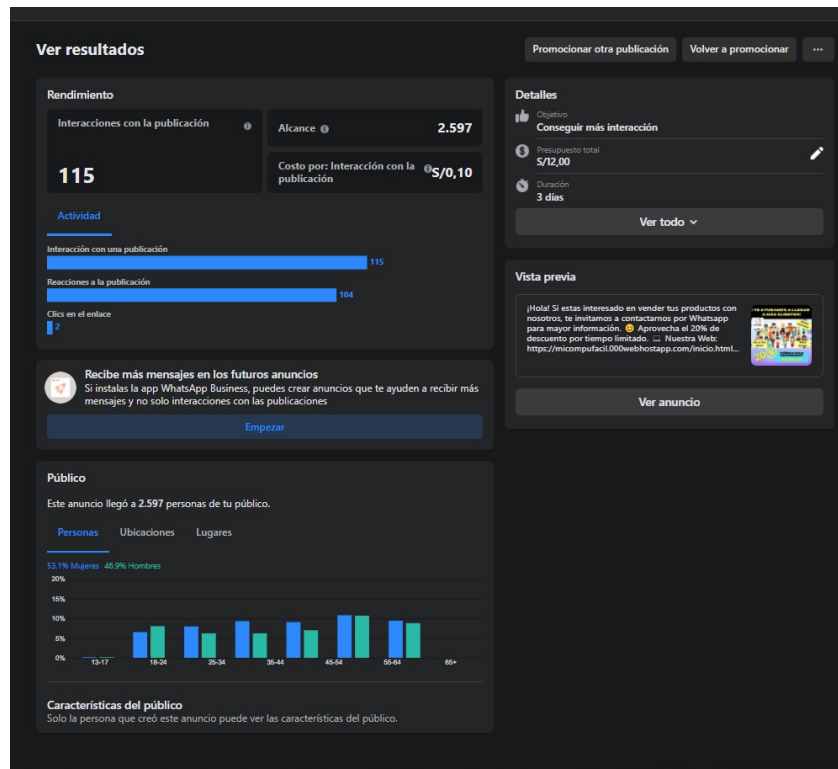 Ver resultados
Promocionar otra publicación
Volver a promocionar
...
Rendimiento
Interacciones con la publicación
115
Alcance
2.597
Costo por: Interacción con la
publicación
S/0,10
Actividad
Interacción con una publicación
115
Reacciones a la publicación
104
Clics en el enlace
2
Recibe más mensajes en los futuros anuncios
Si instalas la app WhatsApp Business, puedes crear anuncios que te ayuden a recibir más
mensajes y no solo interacciones con las publicaciones
Empezar
Público
Este anuncio llegó a 2.597 personas de tu público.
Personas
Ubicaciones
Lugares
53.1% Mujeres 46.9% Hombres
20%
15%
10%
5%
0%
13-17
18-24
25-34
35-44
45-54
55-64
65+
Características del público
Solo la persona que creó este anuncio puede ver las características del público.
Detalles
Objetivo
Conseguir más interacción
Presupuesto total
S/12,00
Duración
3 días
Ver todo
Vista previa
¡Hola! Si estas interesado en vender tus productos con
nosotros, te invitamos a contactarnos por Whatsapp
para mayor información. 😊 Aprovecha el 20% de
descuento por tiempo limitado. 💻 Nuestra Web:
https://micompufacil.000webhostapp.com/inicio.html...
Ver anuncio